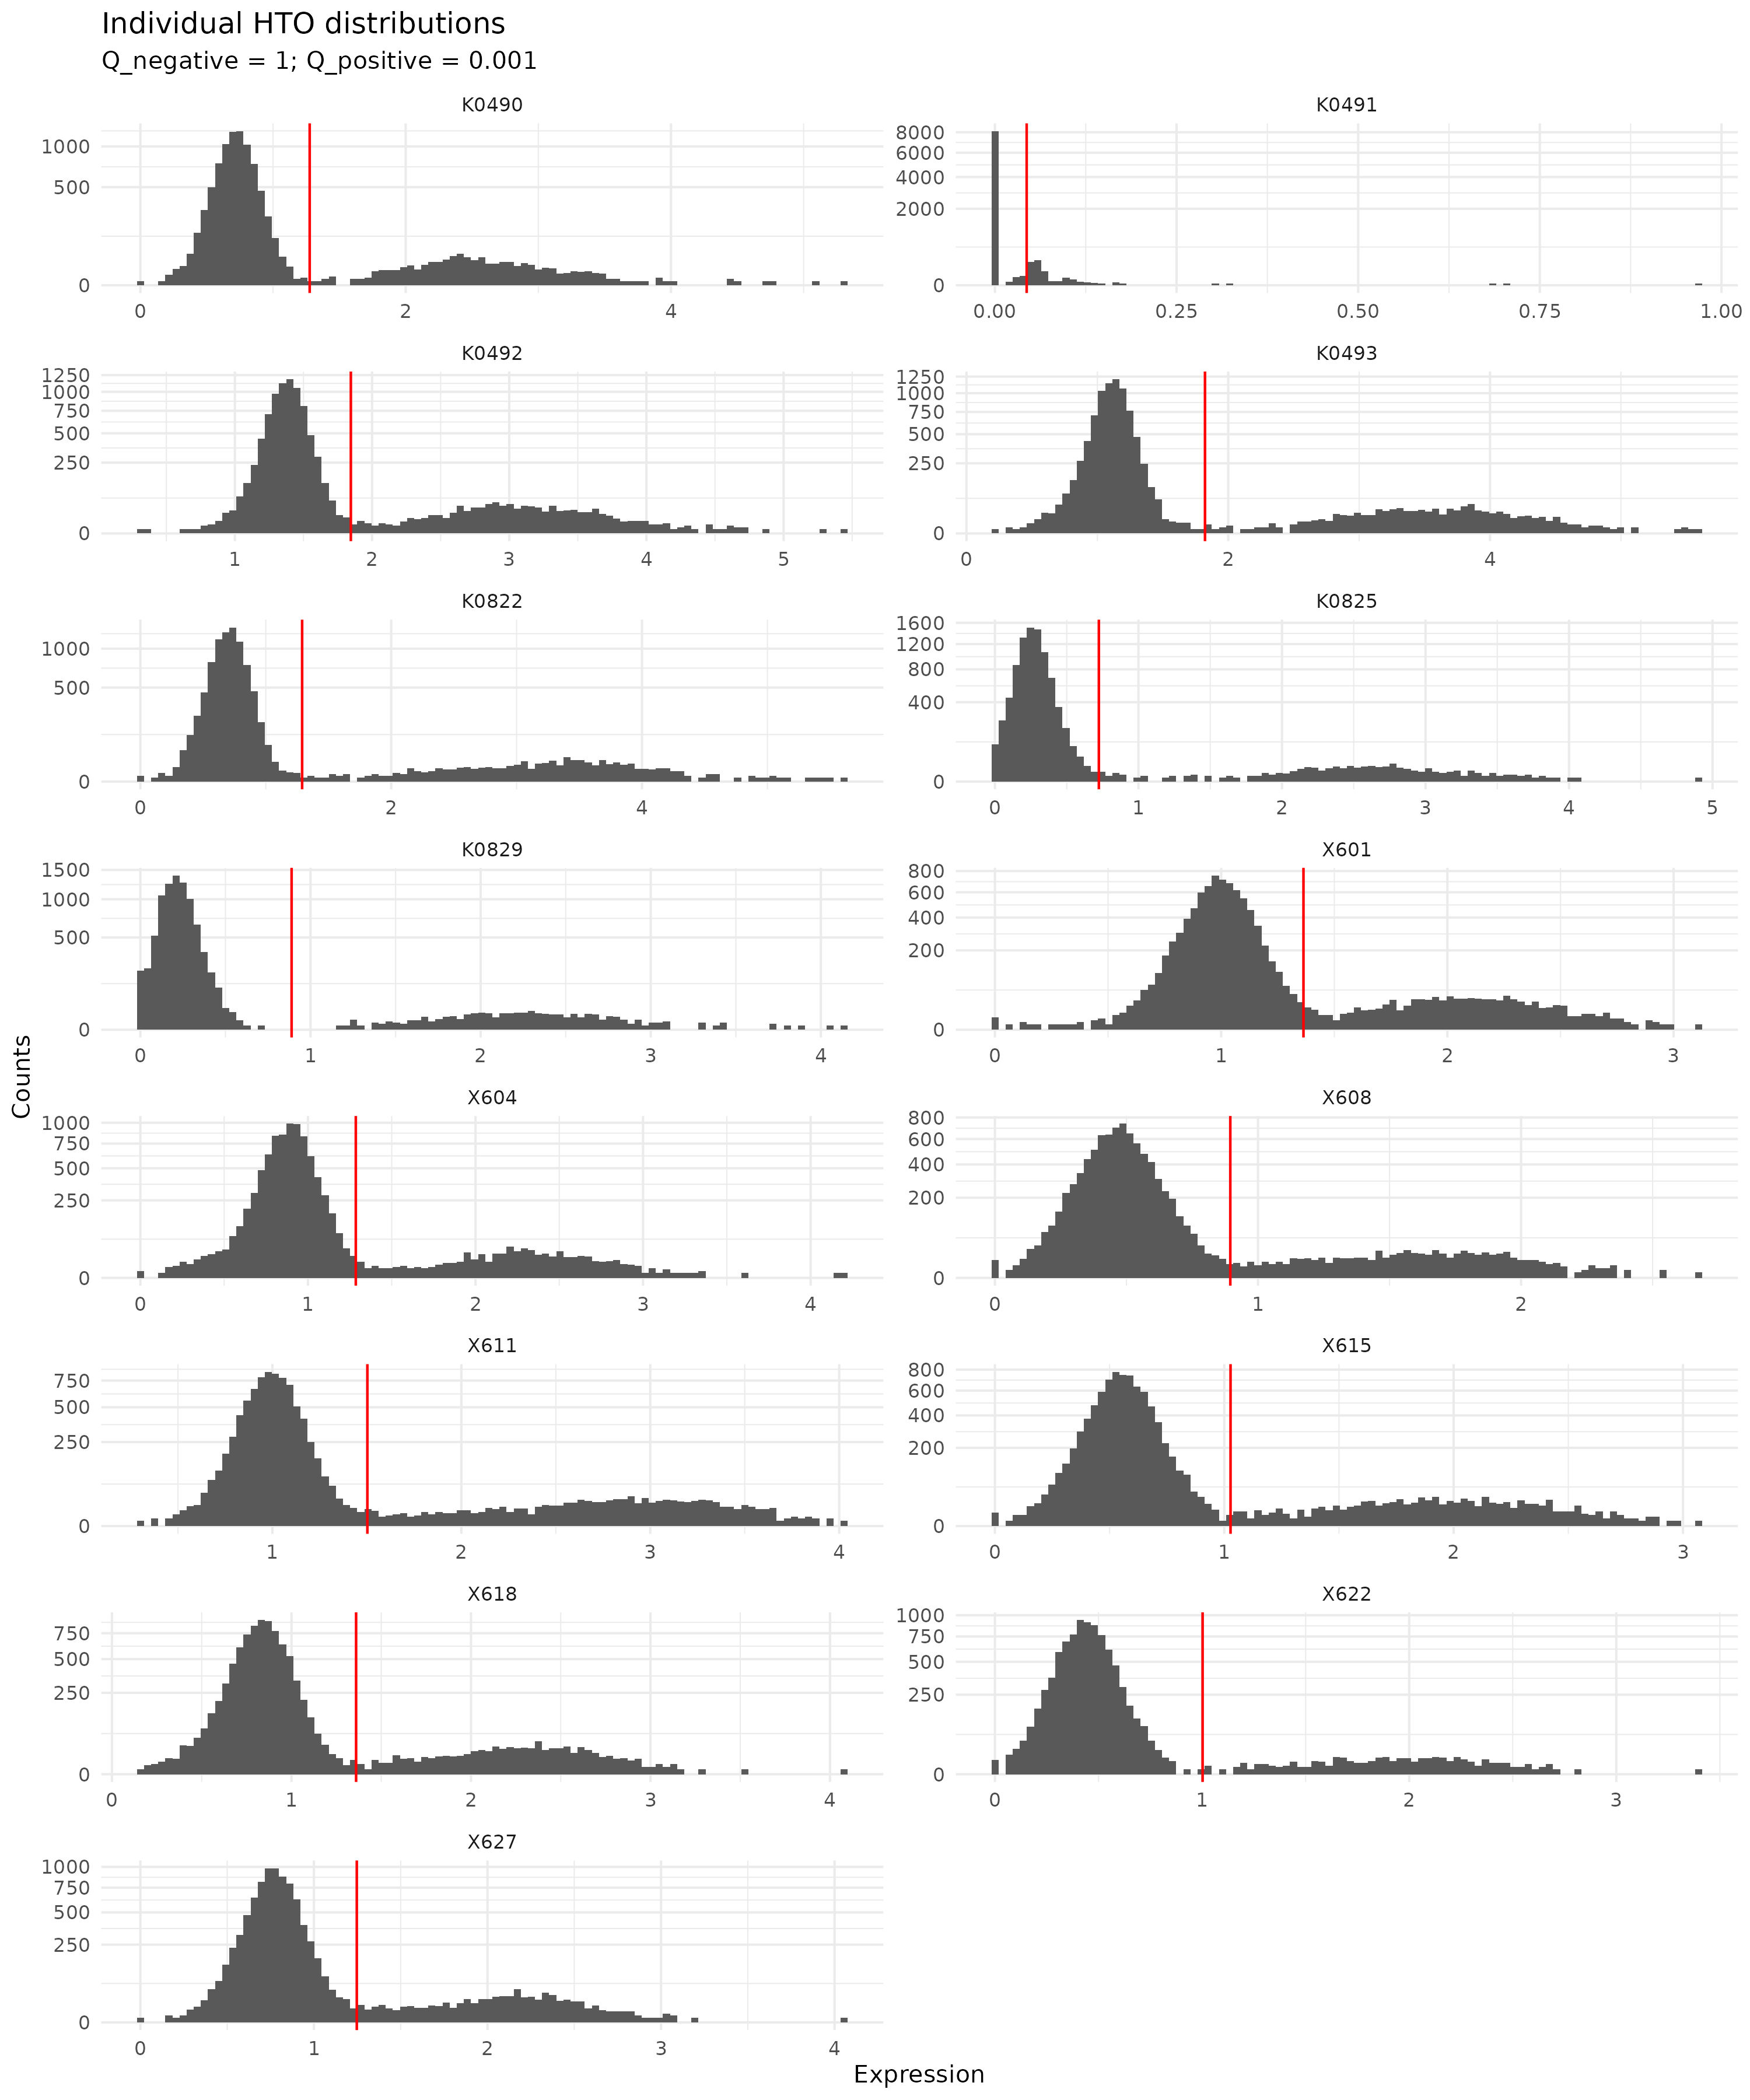 Individual HTO distributions
Q_negative = 1; Q_positive = 0.001
K0490
K0491
1000
500
0
0 2 4
8000
6000
4000
2000
0
0.00 0.25 0.50 0.75 1.00
K0492
K0493
1250
1000
750
500
250
0
1 2 3 4 5
1250
1000
750
500
250
0
0 2 4
K0822
K0825
1000
500
0
0 2 4
1600
1200
800
400
0
0 1 2 3 4 5
K0829
X601
1500
1000
500
0
0 1 2 3 4
800
600
400
200
0
0 1 2 3
X604
X608
1000
750
500
250
0
0 1 2 3 4
800
600
400
200
0
0 1 2
X611
X615
750
500
250
0
1 2 3 4
800
600
400
200
0
0 1 2 3
X618
X622
750
500
250
0
0 1 2 3 4
1000
750
500
250
0
0 1 2 3
X627
1000
750
500
250
0
0 1 2 3 4
Counts
Expression